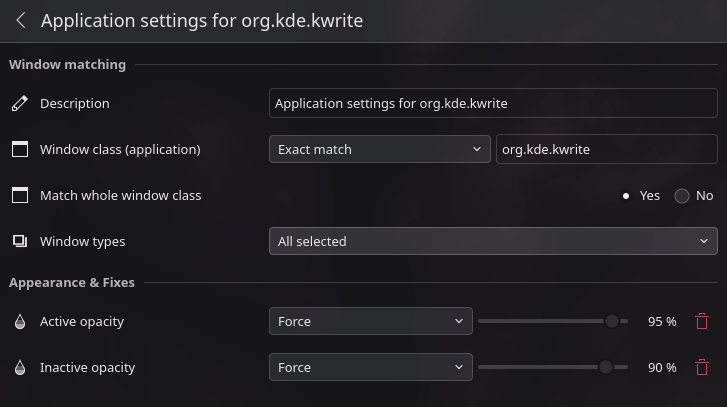 Application settings for org.kde.kwrite
Window matching
Description Application settings for org.kde.kwrite
Window class (application) Exact match org.kde.kwrite
Match whole window class Yes No
Window types All selected
Appearance & Fixes
Active opacity Force 95 %
Inactive opacity Force 90 %